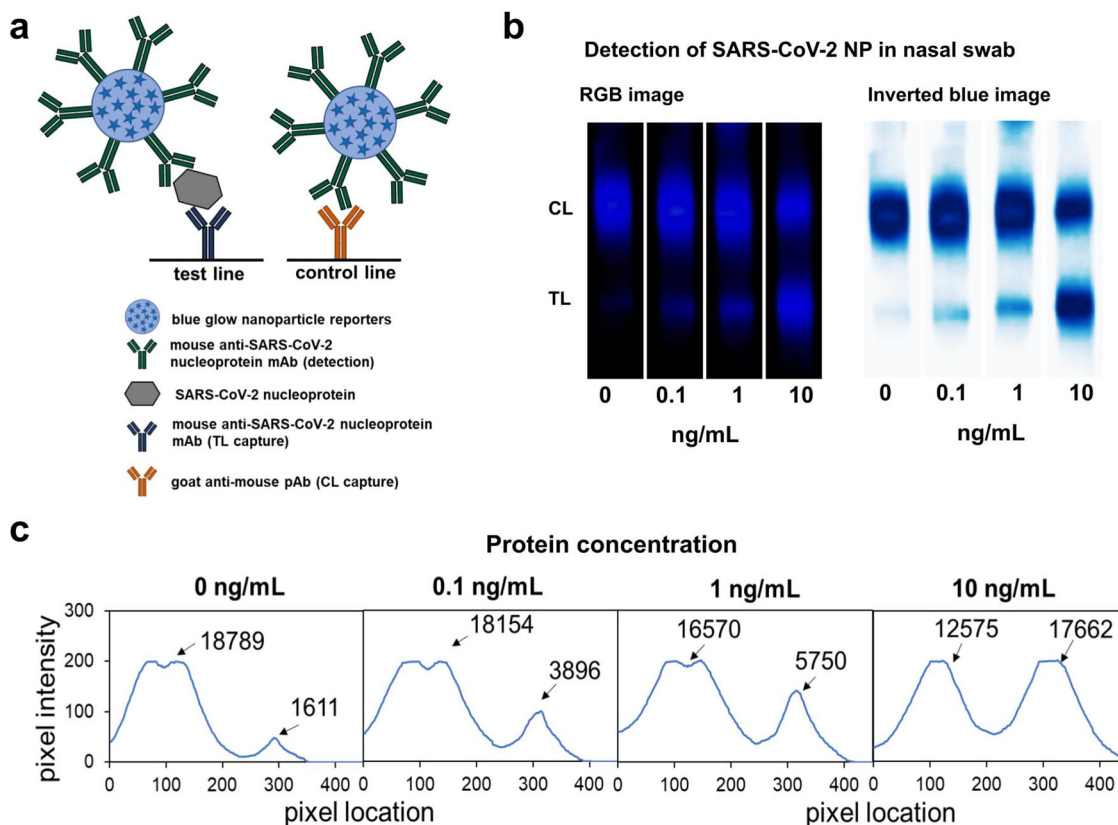 a
test line
control line
blue glow nanoparticle reporters
mouse anti-SARS-CoV-2
nucleoprotein mAb (detection)
SARS-CoV-2 nucleoprotein
mouse anti-SARS-CoV-2 nucleoprotein
mAb (TL capture)
goat anti-mouse pAb (CL capture)
b
Detection of SARS-CoV-2 NP in nasal swab
RGB image
Inverted blue image
CL
TL
0 0.1 1 10
0 0.1 1 10
ng/mL
ng/mL
c
Protein concentration
0 ng/mL
0.1 ng/mL
1 ng/mL
10 ng/mL
pixel intensity
300
200
100
0
18789
1611
18154
3896
16570
5750
12575
17662
0 100 200 300 400
0 100 200 300 400
0 100 200 300 400
0 100 200 300 400
pixel location
pixel location